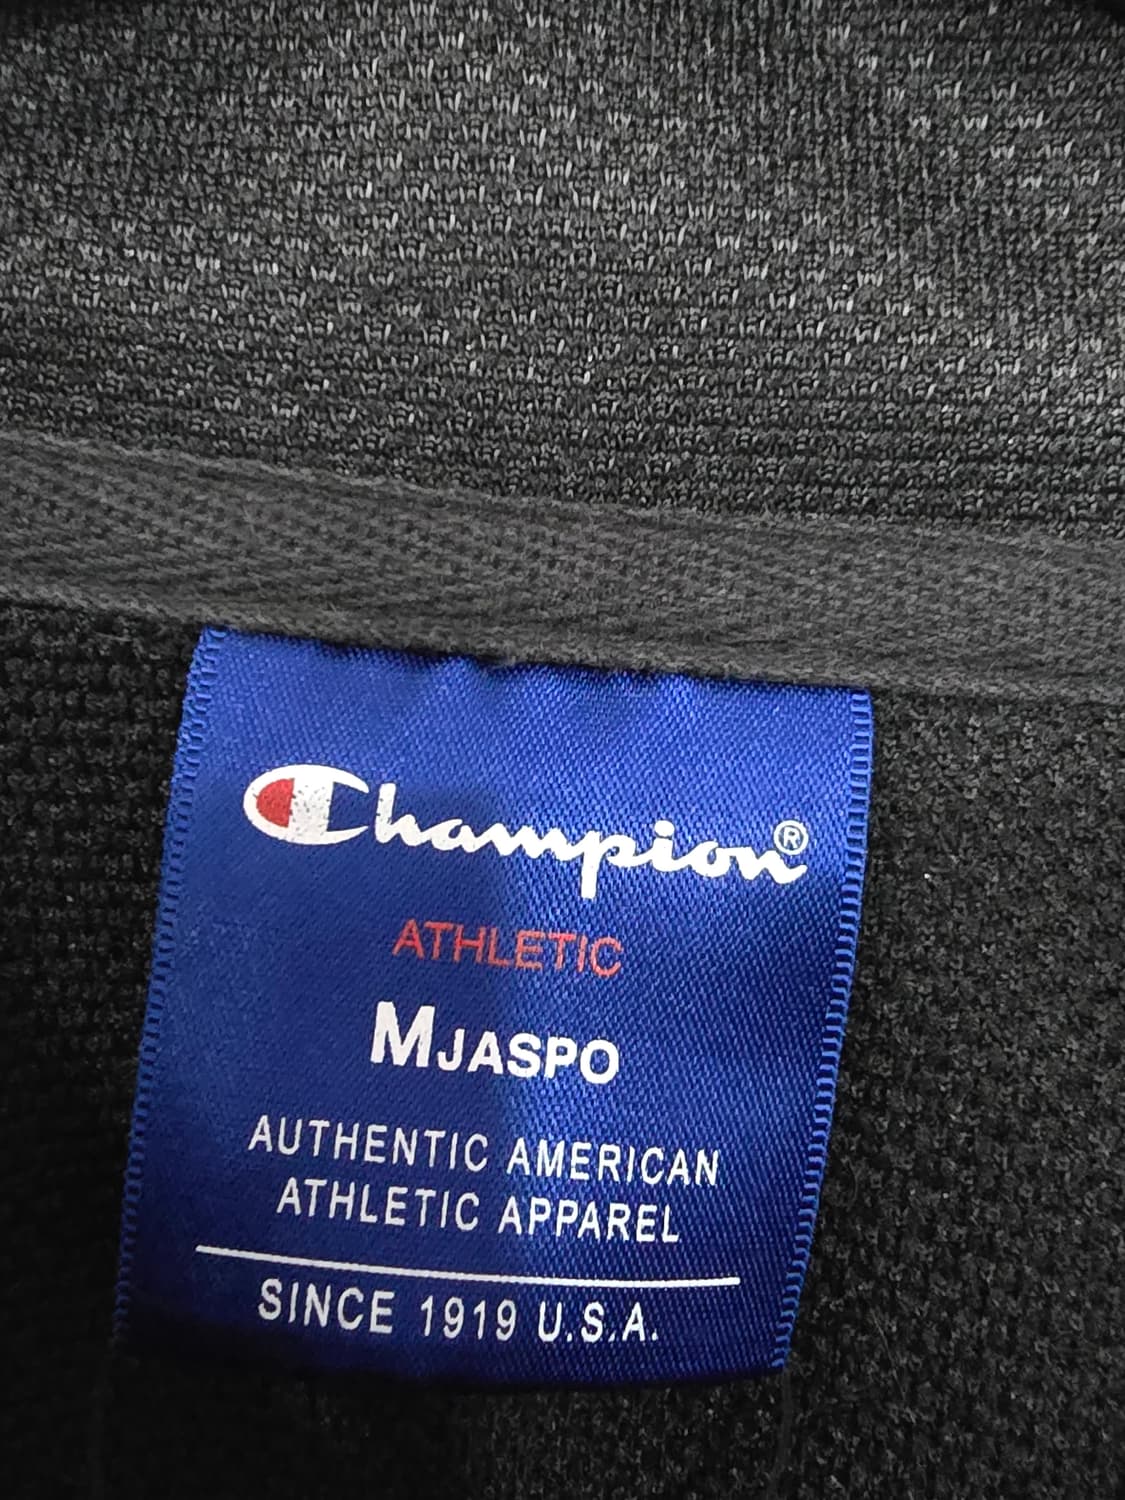 Champion®
ATHLETIC
MJASPO
AUTHENTIC AMERICAN
ATHLETIC APPAREL
SINCE 1919 U.S.A.